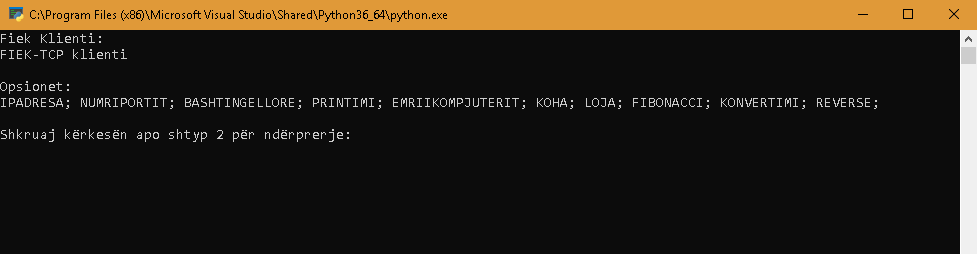 C:\Program Files (x86)\Microsoft Visual Studio\Shared\Python36_64\python.exe
Fiek Klienti:
FIEK-TCP klienti
Opsionet:
IPADRESA; NUMRIPORTIT; BASHTINGELLORE; PRINTIMI; EMRIIKOMPJUTERIT; KOHA; LOJA; FIBONACCI; KONVERTIMI; REVERSE;
Shkruaj kërkesën apo shtyp 2 për ndërprerje: